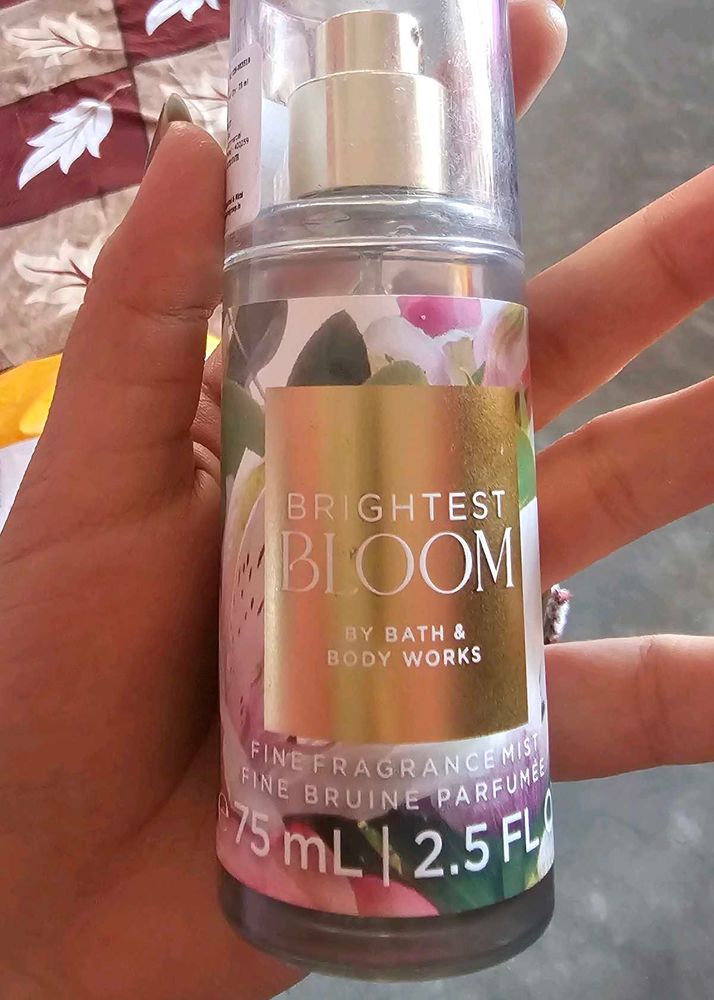 BRIGHTEST
BLOOM
BY BATH &
BODY WORKS
FINE FRAGRANCE MIST
FINE BRUINE PARFUMÉE
75 mL | 2.5 FL